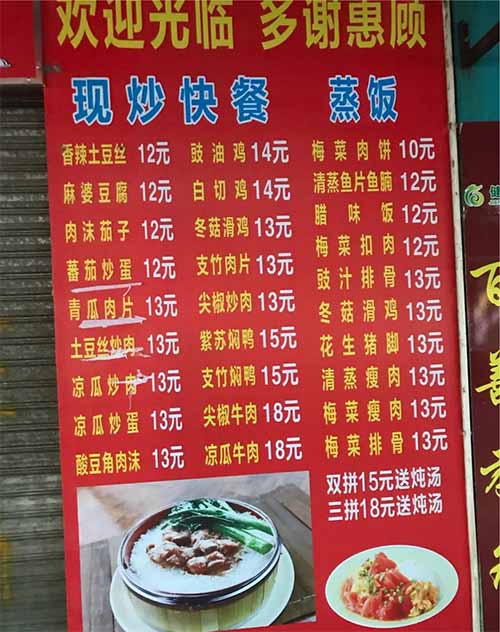 欢迎光临 多谢惠顾
现炒快餐
香辣土豆丝 12元
麻婆豆腐 12元
肉沫茄子 12元
蕃茄炒蛋 12元
青瓜肉片 13元
土豆丝炒肉 13元
凉瓜炒肉 13元
凉瓜炒蛋 13元
酸豆角肉沫 13元
豉油鸡 14元
白切鸡 14元
冬菇滑鸡 13元
支竹肉片 13元
尖椒炒肉 13元
紫苏焖鸭 15元
支竹焖鸭 15元
尖椒牛肉 18元
凉瓜牛肉 18元
蒸饭
梅菜肉饼 10元
清蒸鱼片鱼腩 12元
腊味饭 12元
梅菜扣肉 12元
豉汁排骨 13元
冬菇滑鸡 13元
花生猪脚 13元
清蒸瘦肉 13元
梅菜瘦肉 13元
梅菜排骨 13元
双拼15元送炖汤
三拼18元送炖汤
百
善